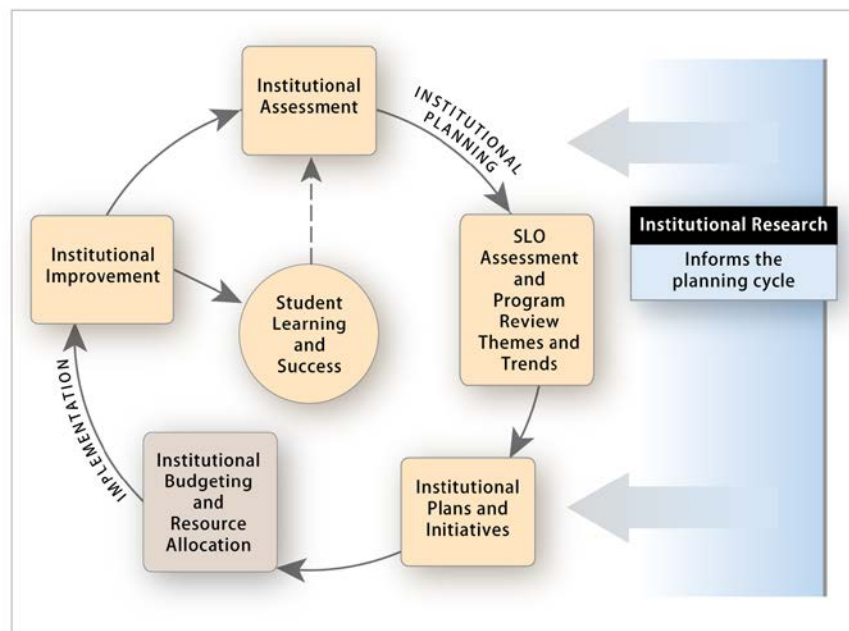 Institutional
Assessment
INSTITUTIONAL
PLANNING
SLO
Assessment
and
Program
Review
Themes and
Trends
Institutional Research
Informs the
planning cycle
Institutional
Improvement
Student
Learning
and
Success
IMPLEMENTATION
Institutional
Budgeting
and
Resource
Allocation
Institutional
Plans and
Initiatives